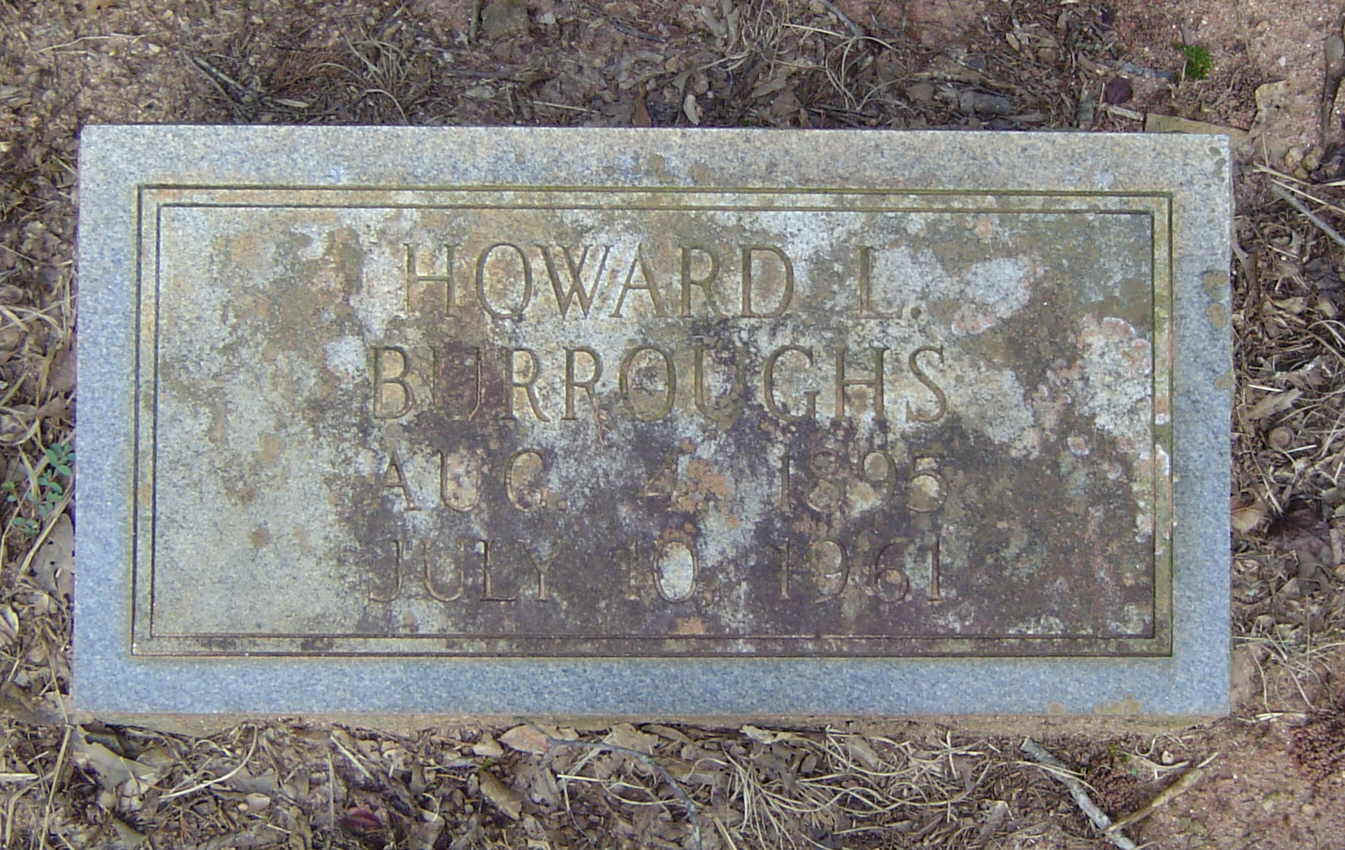 HOWARD L.
BURROUGHS
AUG. 4, 1895
JULY 10, 1961